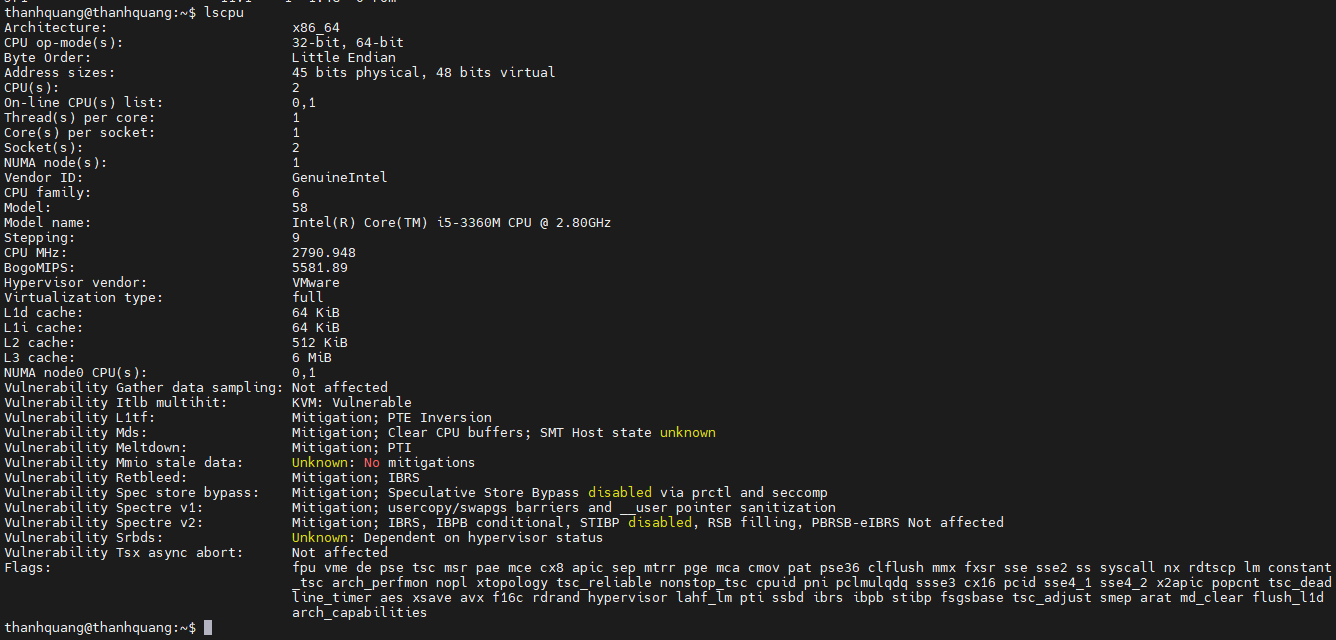 thanhquang@thanhquang:~$ lscpu
Architecture: x86_64
CPU op-mode(s): 32-bit, 64-bit
Byte Order: Little Endian
Address sizes: 45 bits physical, 48 bits virtual
CPU(s): 2
On-line CPU(s) list: 0,1
Thread(s) per core: 1
Core(s) per socket: 1
Socket(s): 2
NUMA node(s): 1
Vendor ID: GenuineIntel
CPU family: 6
Model: 58
Model name: Intel(R) Core(TM) i5-3360M CPU @ 2.80GHz
Stepping: 9
CPU MHz: 2790.948
BogoMIPS: 5581.89
Hypervisor vendor: VMware
Virtualization type: full
L1d cache: 64 KiB
L1i cache: 64 KiB
L2 cache: 512 KiB
L3 cache: 6 MiB
NUMA node0 CPU(s): 0,1
Vulnerability Gather data sampling: Not affected
Vulnerability Itlb multihit: KVM: Vulnerable
Vulnerability L1tf: Mitigation; PTE Inversion
Vulnerability Mds: Mitigation; Clear CPU buffers; SMT Host state unknown
Vulnerability Meltdown: Mitigation; PTI
Vulnerability Mmio stale data: Unknown: No mitigations
Vulnerability Retbleed: Mitigation; IBRS
Vulnerability Spec store bypass: Mitigation; Speculative Store Bypass disabled via prctl and seccomp
Vulnerability Spectre v1: Mitigation; usercopy/swapgs barriers and __user pointer sanitization
Vulnerability Spectre v2: Mitigation; IBRS, IBPB conditional, STIBP disabled, RSB filling, PBRSB-eIBRS Not affected
Vulnerability Srbds: Unknown: Dependent on hypervisor status
Vulnerability Tsx async abort: Not affected
Flags: fpu vme de pse tsc msr pae mce cx8 apic sep mtrr pge mca cmov pat pse36 clflush mmx fxsr sse sse2 ss syscall nx rdtscp lm constant
_tsc arch_perfmon nopl xtopology tsc_reliable nonstop_tsc cpuid pni pclmulqdq ssse3 cx16 pcid sse4_1 sse4_2 x2apic popcnt tsc_dead
line_timer aes xsave avx f16c rdrand hypervisor lahf_lm pti ssbd ibrs ibpb stibp fsgsbase tsc_adjust smep arat md_clear flush_l1d
arch_capabilities
thanhquang@thanhquang:~$